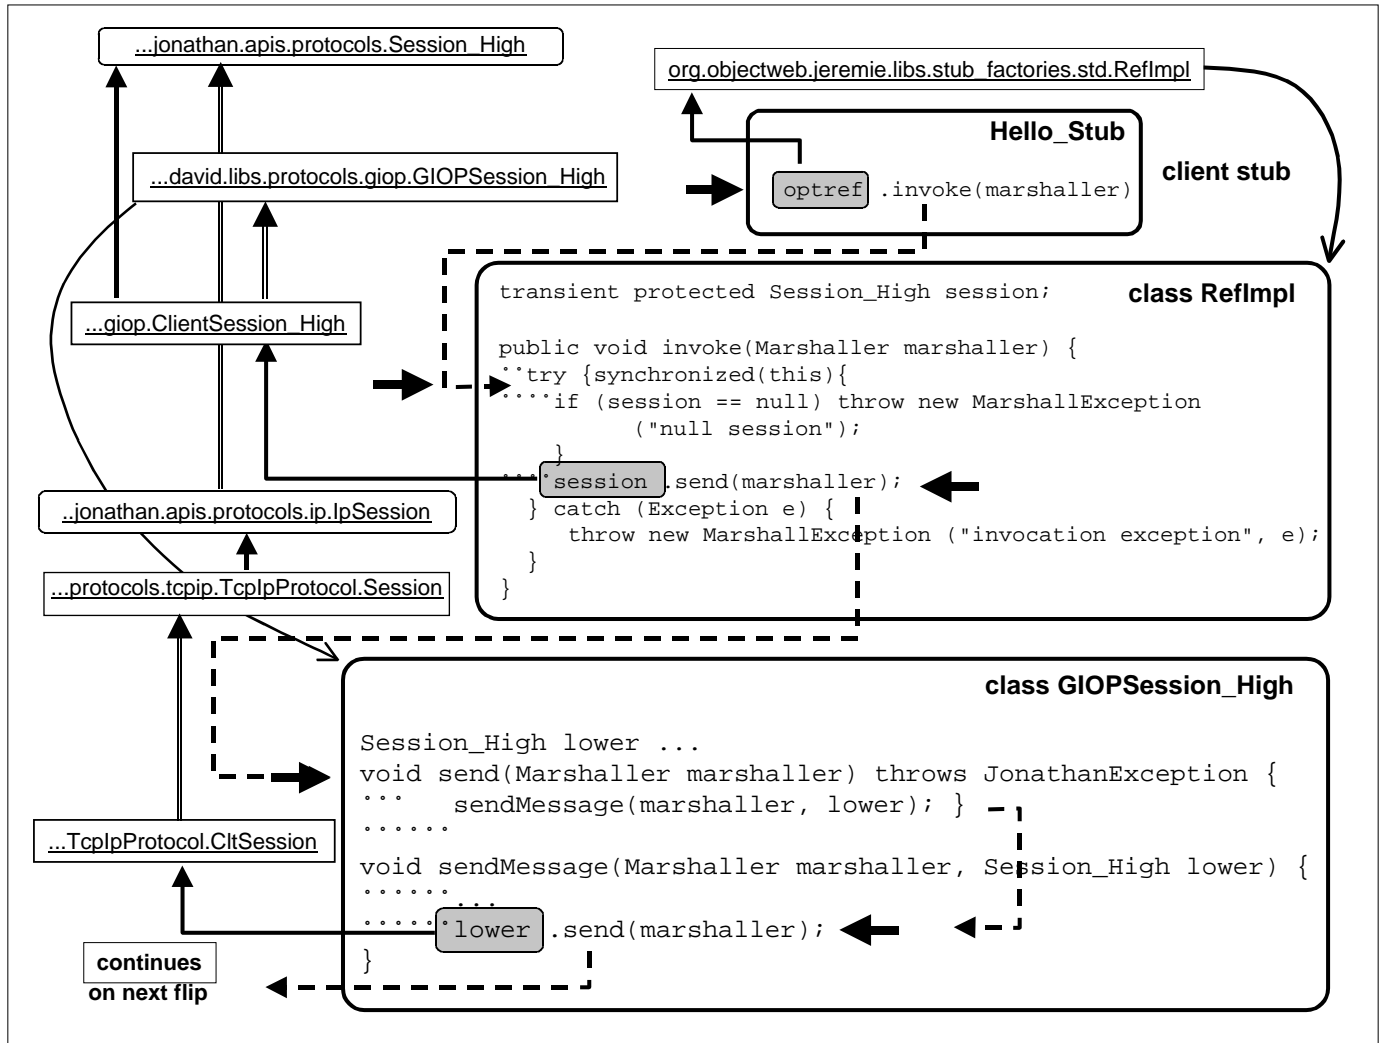 ...jonathan.apis.protocols.Session_High
org.objectweb.jeremie.libs.stub_factories.std.RefImpl
Hello_Stub
...david.libs.protocols.giop.GIOPSession_High
client stub
optref .invoke(marshaller)
transient protected Session_High session;
class RefImpl
...giop.ClientSession_High
public void invoke(Marshaller marshaller) {
try {synchronized(this){
if (session == null) throw new MarshallException
("null session");
}
session .send(marshaller);
..jonathan.apis.protocols.ip.IpSession
} catch (Exception e) {
throw new MarshallException ("invocation exception", e);
}
}
...protocols.tcpip.TcpIpProtocol.Session
class GIOPSession_High
Session_High lower ...
void send(Marshaller marshaller) throws JonathanException {
sendMessage(marshaller, lower); }
...TcpIpProtocol.CltSession
void sendMessage(Marshaller marshaller, Session_High lower) {
...
lower .send(marshaller);
}
continues
on next flip